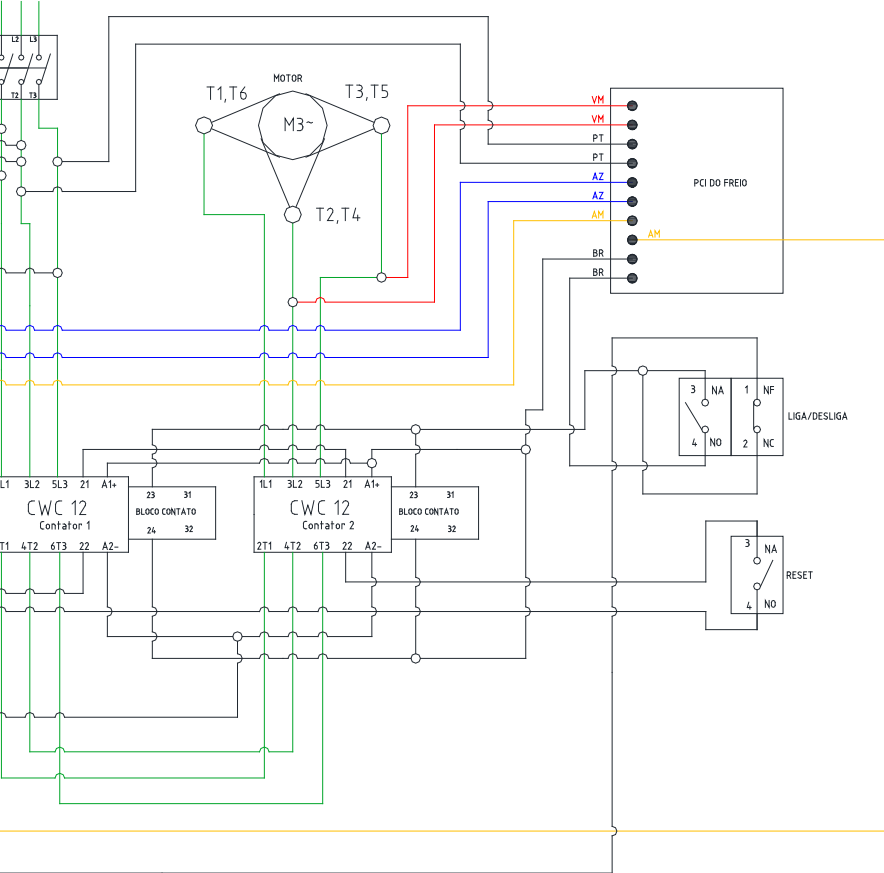 L2 L3
T2 T3
MOTOR
T1,T6
T3,T5
M3~
T2,T4
VM
VM
PT
PT
AZ
AZ
AM
AM
BR
BR
PCI DO FREIO
3 NA
4 NO
1 NF
2 NC
LIGA/DESLIGA
L1 3L2 5L3 21 A1+
CWC 12
Contator 1
T1 4T2 6T3 22 A2-
23 31
BLOCO CONTATO
24 32
1L1 3L2 5L3 21 A1+
CWC 12
Contator 2
2T1 4T2 6T3 22 A2-
23 31
BLOCO CONTATO
24 32
3 NA
4 NO
RESET